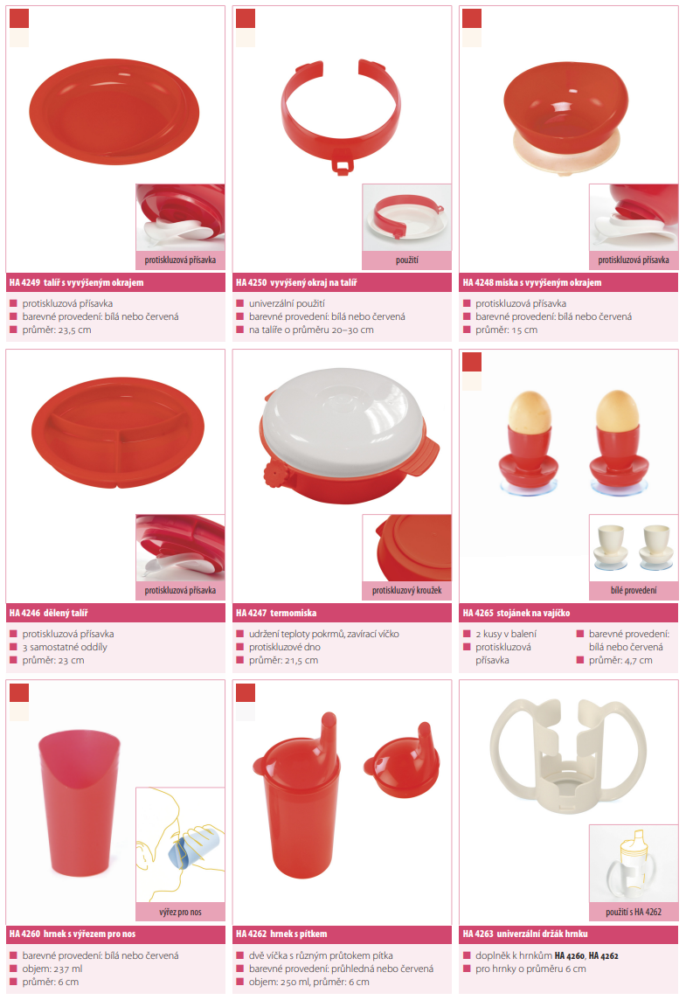 protiskluzová přísavka
HA 4249 talíř s vyvýšeným okrajem
protiskluzová přísavka
barevné provedení: bílá nebo červená
průměr: 23,5 cm
použití
HA 4250 vyvýšený okraj na talíř
univerzální použití
barevné provedení: bílá nebo červená
na talíře o průměru 20–30 cm
protiskluzová přísavka
HA 4248 miska s vyvýšeným okrajem
protiskluzová přísavka
barevné provedení: bílá nebo červená
průměr: 15 cm
protiskluzová přísavka
HA 4246 dělený talíř
protiskluzová přísavka
3 samostatné oddíly
průměr: 23 cm
protiskluzový kroužek
HA 4247 termomiska
udržení teploty pokrmů, zavírací víčko
protiskluzové dno
průměr: 21,5 cm
bílé provedení
HA 4265 stojánek na vajíčko
2 kusy v balení
protiskluzová
přísavka
barevné provedení:
bílá nebo červená
průměr: 4,7 cm
výřez pro nos
HA 4260 hrnek s výřezem pro nos
barevné provedení: bílá nebo červená
objem: 237 ml
průměr: 6 cm
HA 4262 hrnek s pítkem
dvě víčka s různým průtokem pítka
barevné provedení: průhledná nebo červená
objem: 250 ml, průměr: 6 cm
použití s HA 4262
HA 4263 univerzální držák hrnku
doplněk k hrnkům HA 4260, HA 4262
pro hrnky o průměru 6 cm